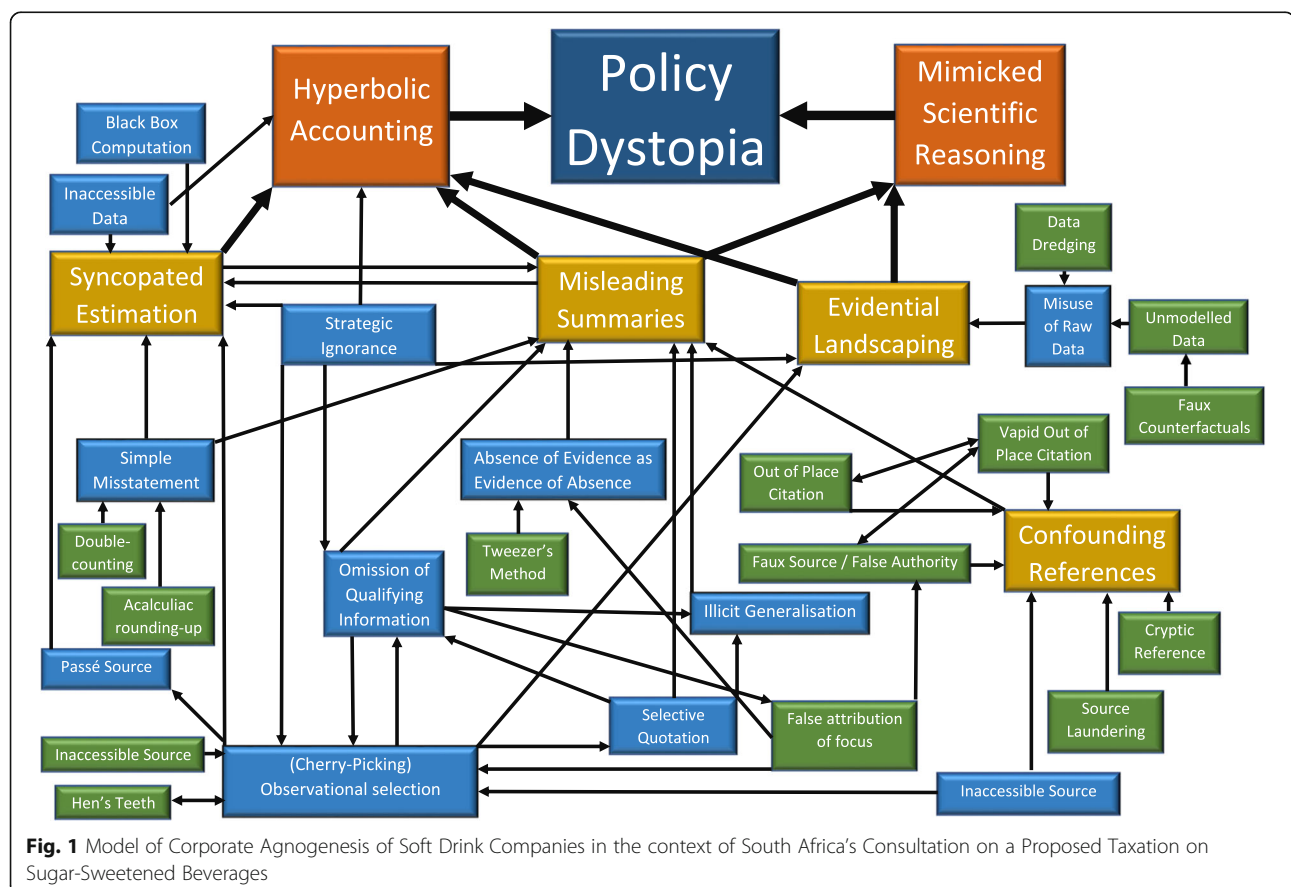 Policy
Dystopia
Hyperbolic
Accounting
Mimicked
Scientific
Reasoning
Black Box
Computation
Inaccessible
Data
Data
Dredging
Syncopated
Estimation
Misleading
Summaries
Evidential
Landscaping
Misuse
of Raw
Data
Unmodelled
Data
Strategic
Ignorance
Faux
Counterfactuals
Simple
Misstatement
Absence of Evidence as
Evidence of Absence
Vapid Out of
Place Citation
Out of Place
Citation
Double-
counting
Tweezer's
Method
Omission of
Qualifying
Information
Faux Source / False Authority
Confounding
References
Acalculiac
rounding-up
Illicit Generalisation
Cryptic
Reference
Passé Source
Selective
Quotation
False attribution
of focus
Source
Laundering
Inaccessible Source
(Cherry-Picking)
Observational selection
Inaccessible Source
Hen's Teeth
Fig. 1 Model of Corporate Agnogenesis of Soft Drink Companies in the context of South Africa's Consultation on a Proposed Taxation on
Sugar-Sweetened Beverages